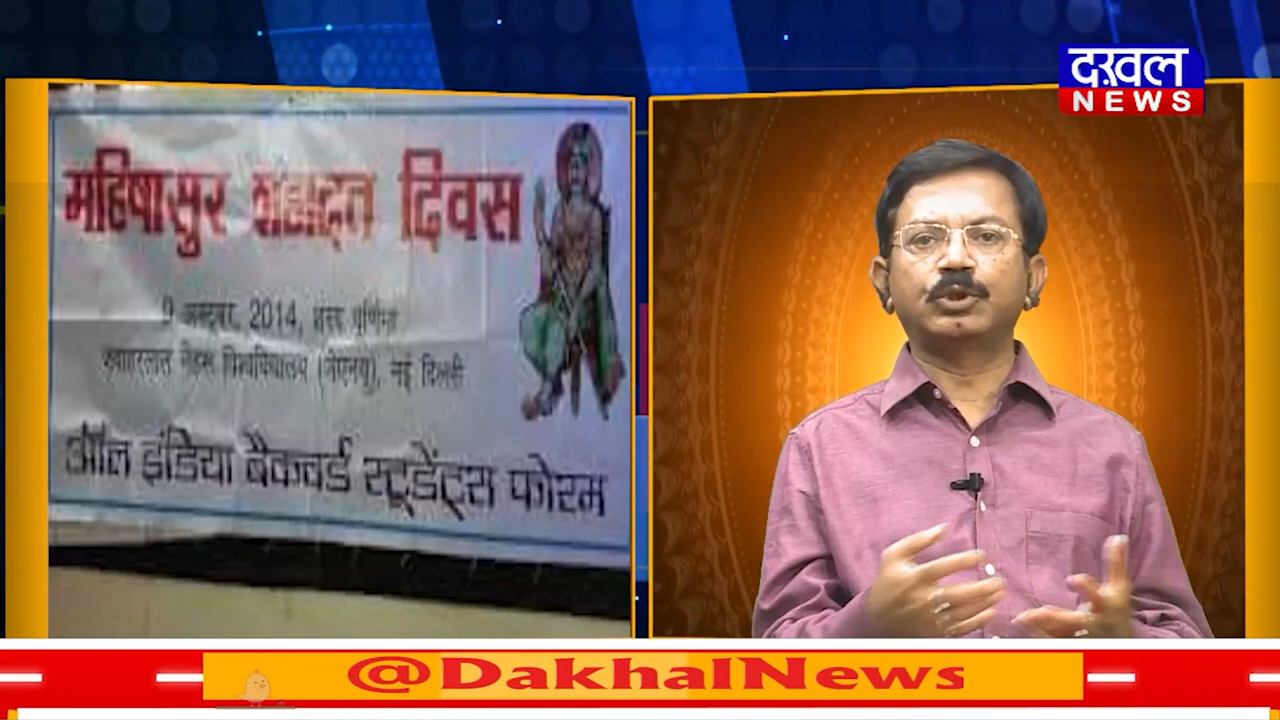 दख़ल
NEWS
महिषासुर शहादत दिवस
9 अक्टूबर, 2014, शरद पूर्णिमा
जवाहरलाल नेहरू विश्वविद्यालय (जेएनयू), नई दिल्ली
ऑल इंडिया बैकवर्ड स्टूडेंट्स फोरम
@DakhalNews